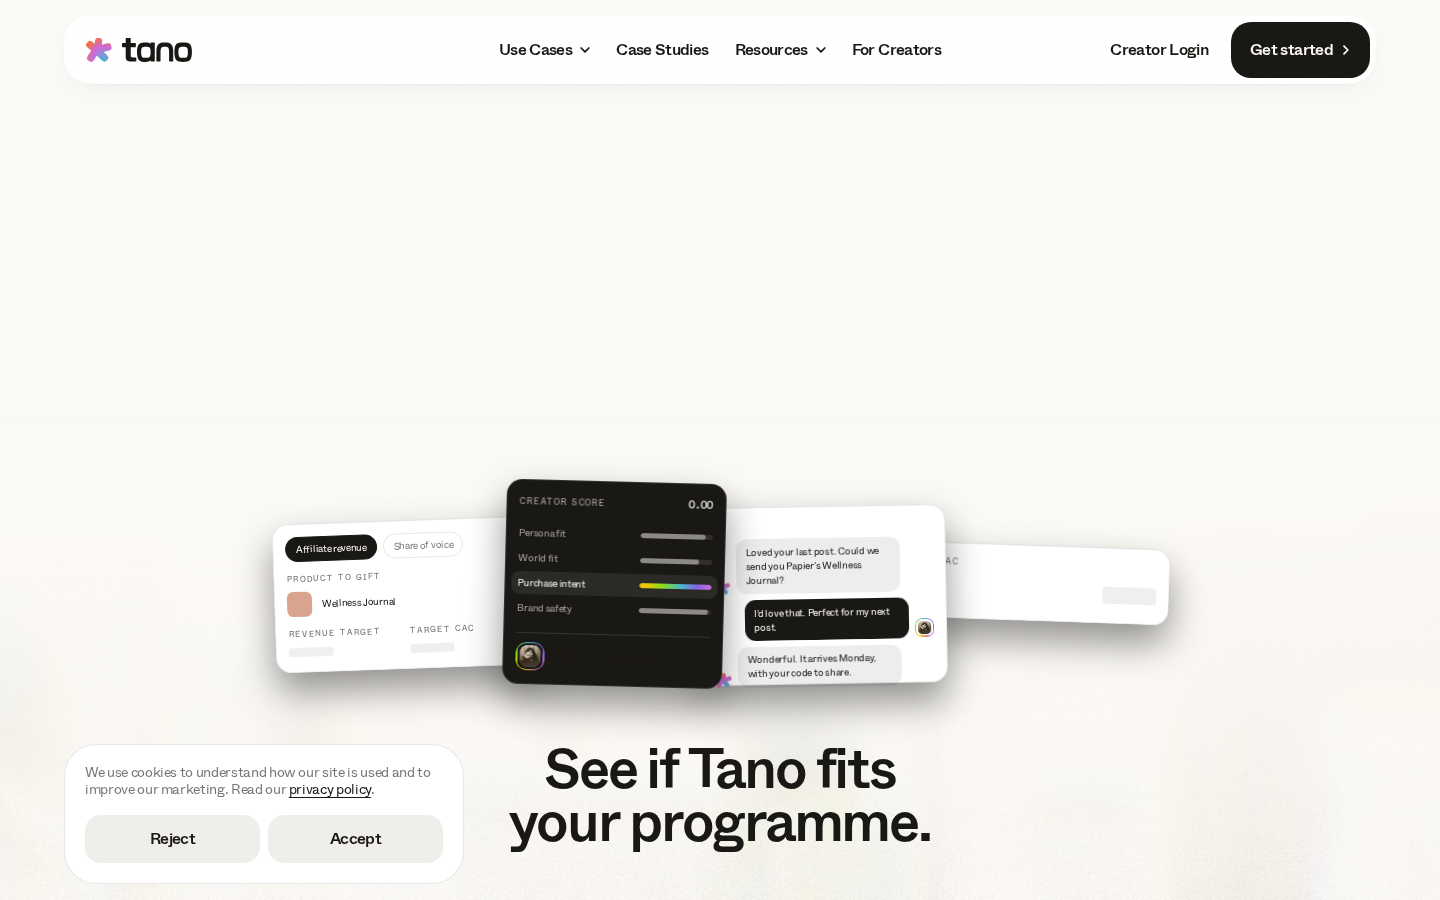 tano
Use Cases
Case Studies
Resources
For Creators
Creator Login
Get started
Affiliate revenue
Share of voice
PRODUCT TO GIFT
Wellness Journal
REVENUE TARGET
TARGET CAC
CREATOR SCORE
0.00
Persona fit
World fit
Purchase intent
Brand safety
Loved your last post. Could we
send you Papier's Wellness
Journal?
I'd love that. Perfect for my next
post.
Wonderful. It arrives Monday,
with your code to share.
AC
See if Tano fits
your programme.
We use cookies to understand how our site is used and to
improve our marketing. Read our privacy policy.
Reject
Accept